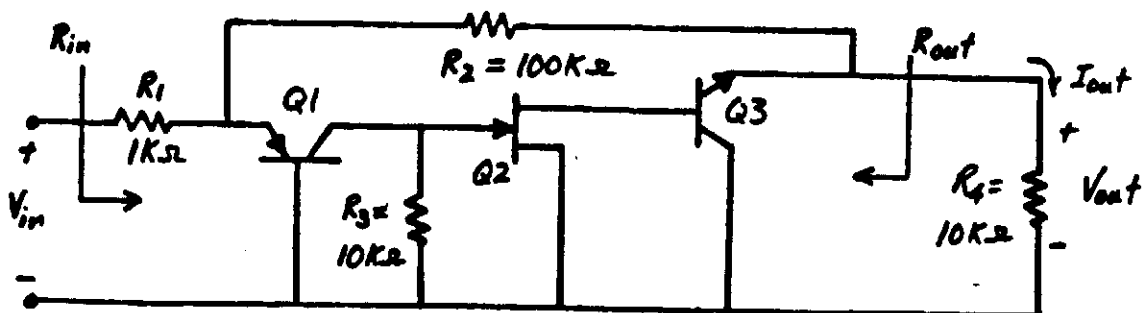 Rin
R1
1KΩ
+
Vin
-
Q1
R2 = 100KΩ
R3=
10KΩ
Q2
Q3
Rout
Iout
+
R4=
10KΩ
Vout
-